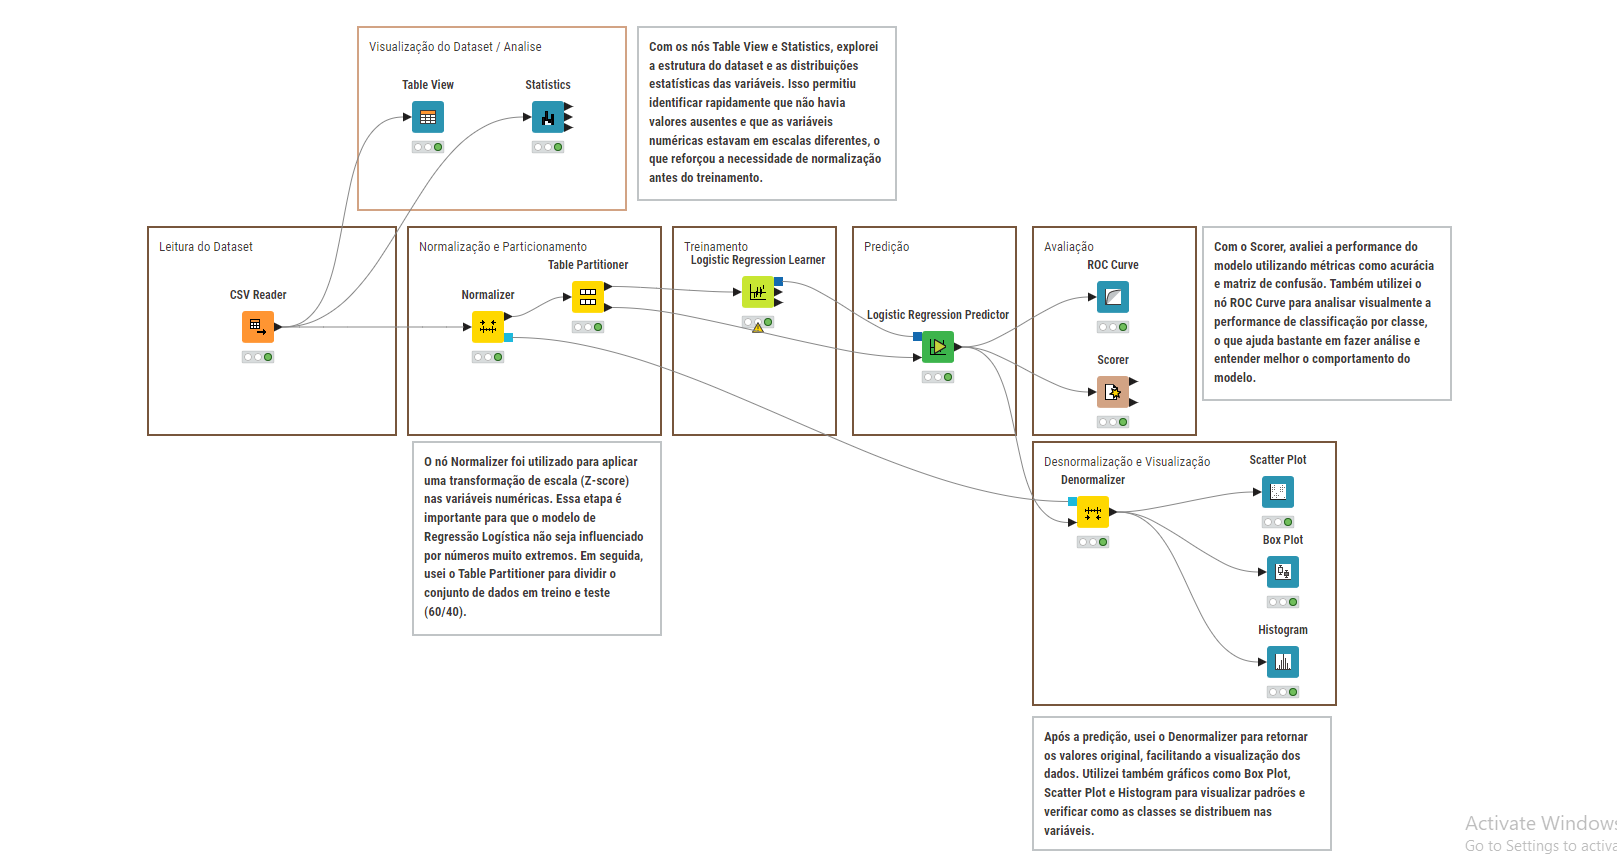 Visualização do Dataset / Analise
Table View
Statistics
Com os nós Table View e Statistics, explorei
a estrutura do dataset e as distribuições
estatísticas das variáveis. Isso permitiu
identificar rapidamente que não havia
valores ausentes e que as variáveis
numéricas estavam em escalas diferentes, o
que reforçou a necessidade de normalização
antes do treinamento.
Leitura do Dataset
CSV Reader
Normalização e Particionamento
Table Partitioner
Normalizer
Treinamento
Logistic Regression Learner
Predição
Logistic Regression Predictor
Avaliação
ROC Curve
Scorer
Com o Scorer, avaliei a performance do
modelo utilizando métricas como acurácia
e matriz de confusão. Também utilizei o
nó ROC Curve para analisar visualmente a
performance de classificação por classe,
o que ajuda bastante em fazer análise e
entender melhor o comportamento do
modelo.
O nó Normalizer foi utilizado para aplicar
uma transformação de escala (Z-score)
nas variáveis numéricas. Essa etapa é
importante para que o modelo de
Regressão Logística não seja influenciado
por números muito extremos. Em seguida,
usei o Table Partitioner para dividir o
conjunto de dados em treino e teste
(60/40).
Desnormalização e Visualização
Denormalizer
Scatter Plot
Box Plot
Histogram
Após a predição, usei o Denormalizer para retornar
os valores original, facilitando a visualização dos
dados. Utilizei também gráficos como Box Plot,
Scatter Plot e Histogram para visualizar padrões e
verificar como as classes se distribuem nas
variáveis.
Activate Windows
Go to Settings to activa